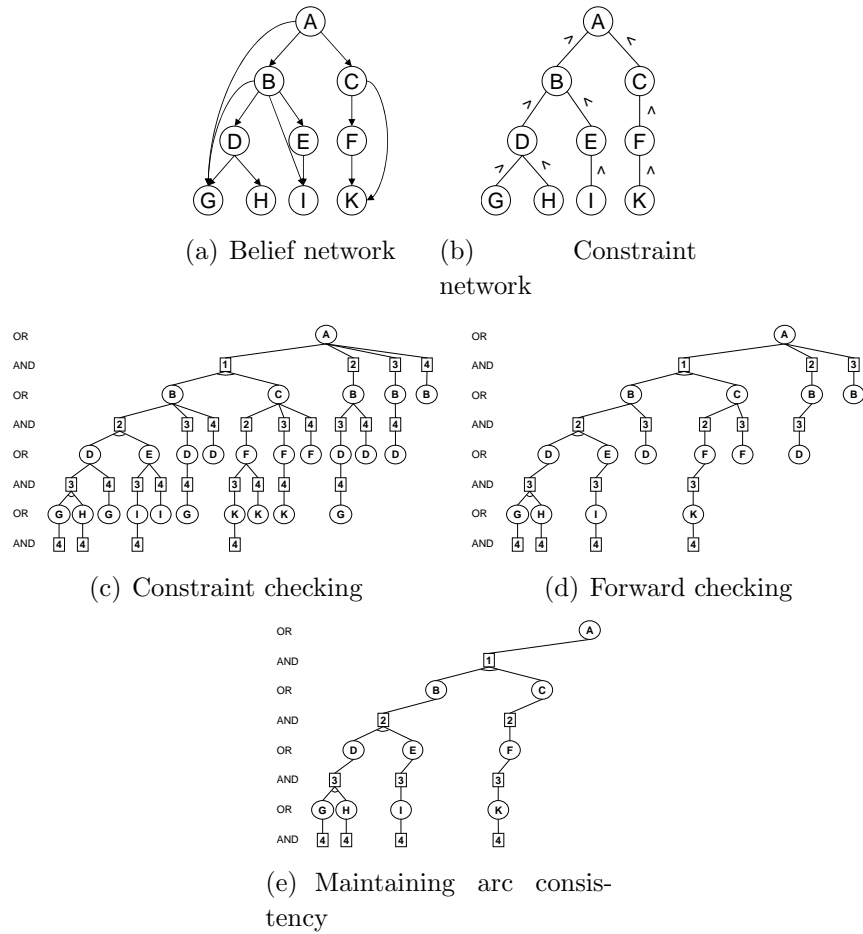 A
B C
D E F
G H I K
(a) Belief network
A
B C
D E F
G H I K
(b) Constraint
network
< < < < < < < < <
OR A
AND 1 2 3 4
OR B C B B B
AND 2 3 4 2 3 4 3 4 4
OR D E D D F F F D D D
AND 3 4 3 4 4 3 4 4 4
OR G H G I I G K K K G
AND 4 4 4 4
(c) Constraint checking
OR A
AND 1 2 3
OR B C B B
AND 2 3 2 3 3
OR D E D F F D
AND 3 3 3
OR G H I K
AND 4 4 4 4
(d) Forward checking
OR A
AND 1
OR B C
AND 2 2
OR D E F
AND 3 3 3
OR G H I K
AND 4 4 4 4
(e) Maintaining arc consis-
tency